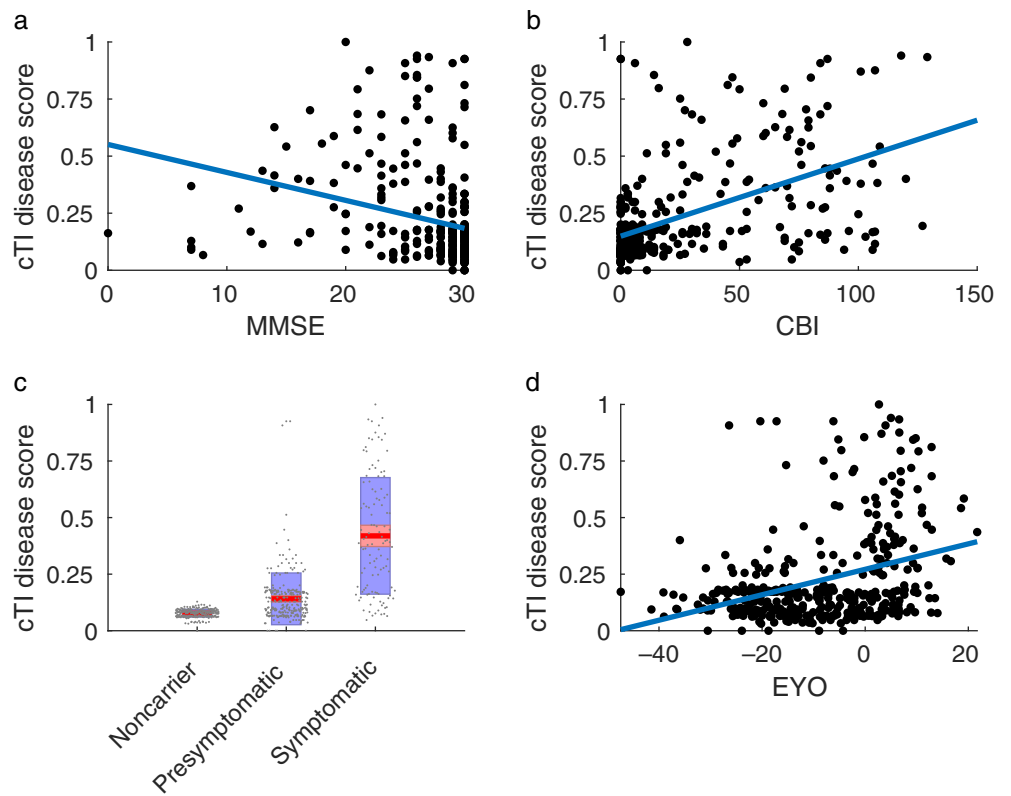 a
1
0.75
0.5
0.25
0
cTI disease score
0 10 20 30
MMSE
b
1
0.75
0.5
0.25
0
cTI disease score
0 50 100 150
CBI
c
1
0.75
0.5
0.25
0
cTI disease score
Noncarrier
Presymptomatic
Symptomatic
d
1
0.75
0.5
0.25
0
cTI disease score
–40 –20 0 20
EYO